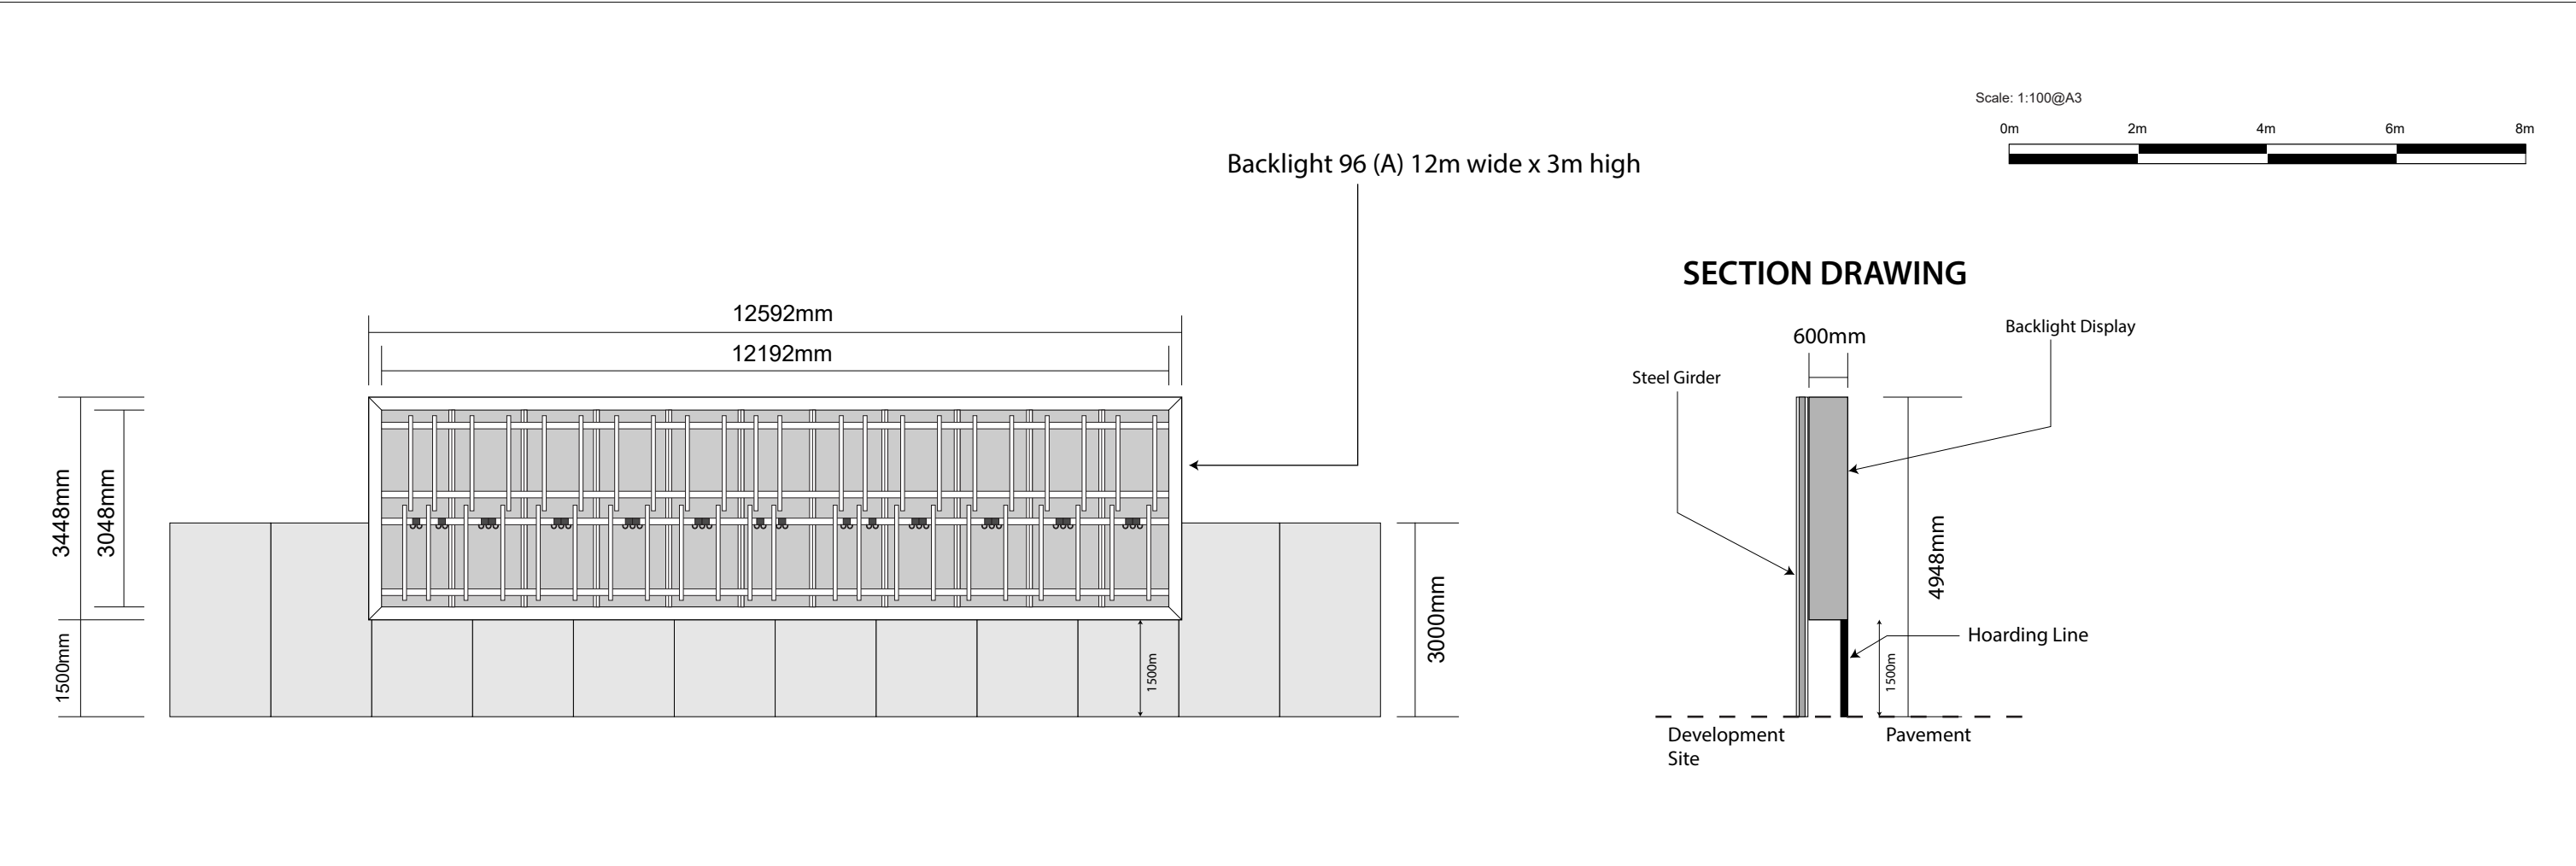 Scale: 1:100@A3
0m 2m 4m 6m 8m
Backlight 96 (A) 12m wide x 3m high
SECTION DRAWING
12592mm
12192mm
3448mm
3048mm
1500mm
1500m
3000mm
600mm
Backlight Display
Steel Girder
4948mm
Hoarding Line
1500m
Development
Site
Pavement